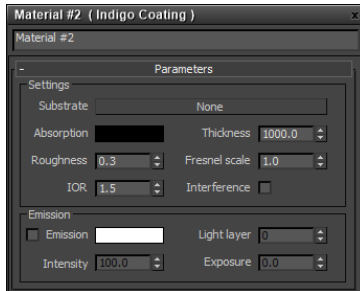 Material #2 ( Indigo Coating ) x
Material #2
- Parameters
Settings
Substrate None
Absorption Thickness 1000.0
Roughness 0.3 Fresnel scale 1.0
IOR 1.5 Interference
Emission
Emission Light layer 0
Intensity 100.0 Exposure 0.0